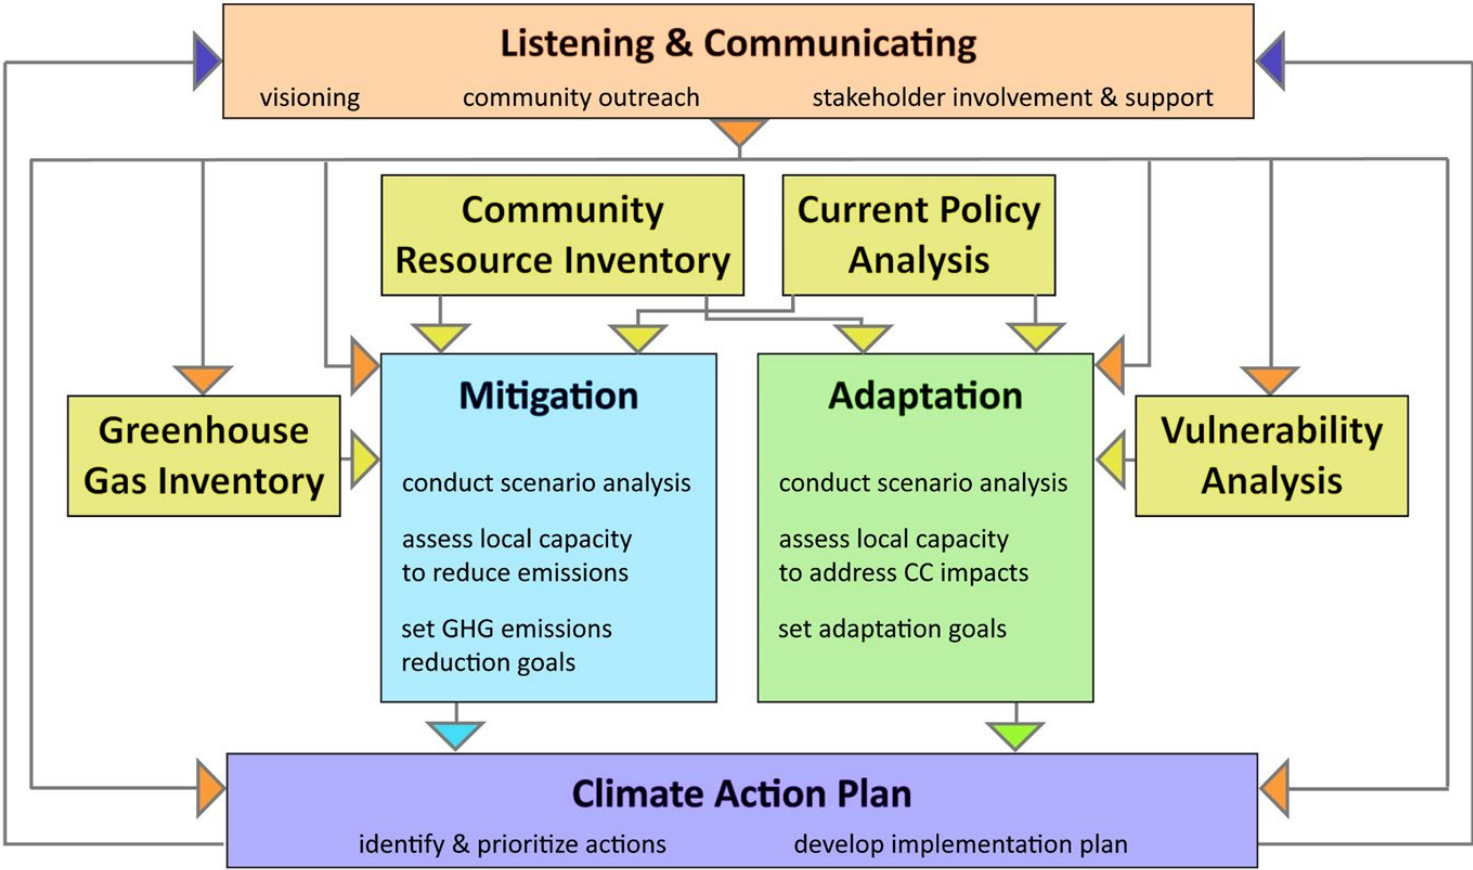 Listening & Communicating
visioning community outreach stakeholder involvement & support
Community
Resource Inventory
Current Policy
Analysis
Greenhouse
Gas Inventory
Mitigation
conduct scenario analysis
assess local capacity
to reduce emissions
set GHG emissions
reduction goals
Adaptation
conduct scenario analysis
assess local capacity
to address CC impacts
set adaptation goals
Vulnerability
Analysis
Climate Action Plan
identify & prioritize actions develop implementation plan